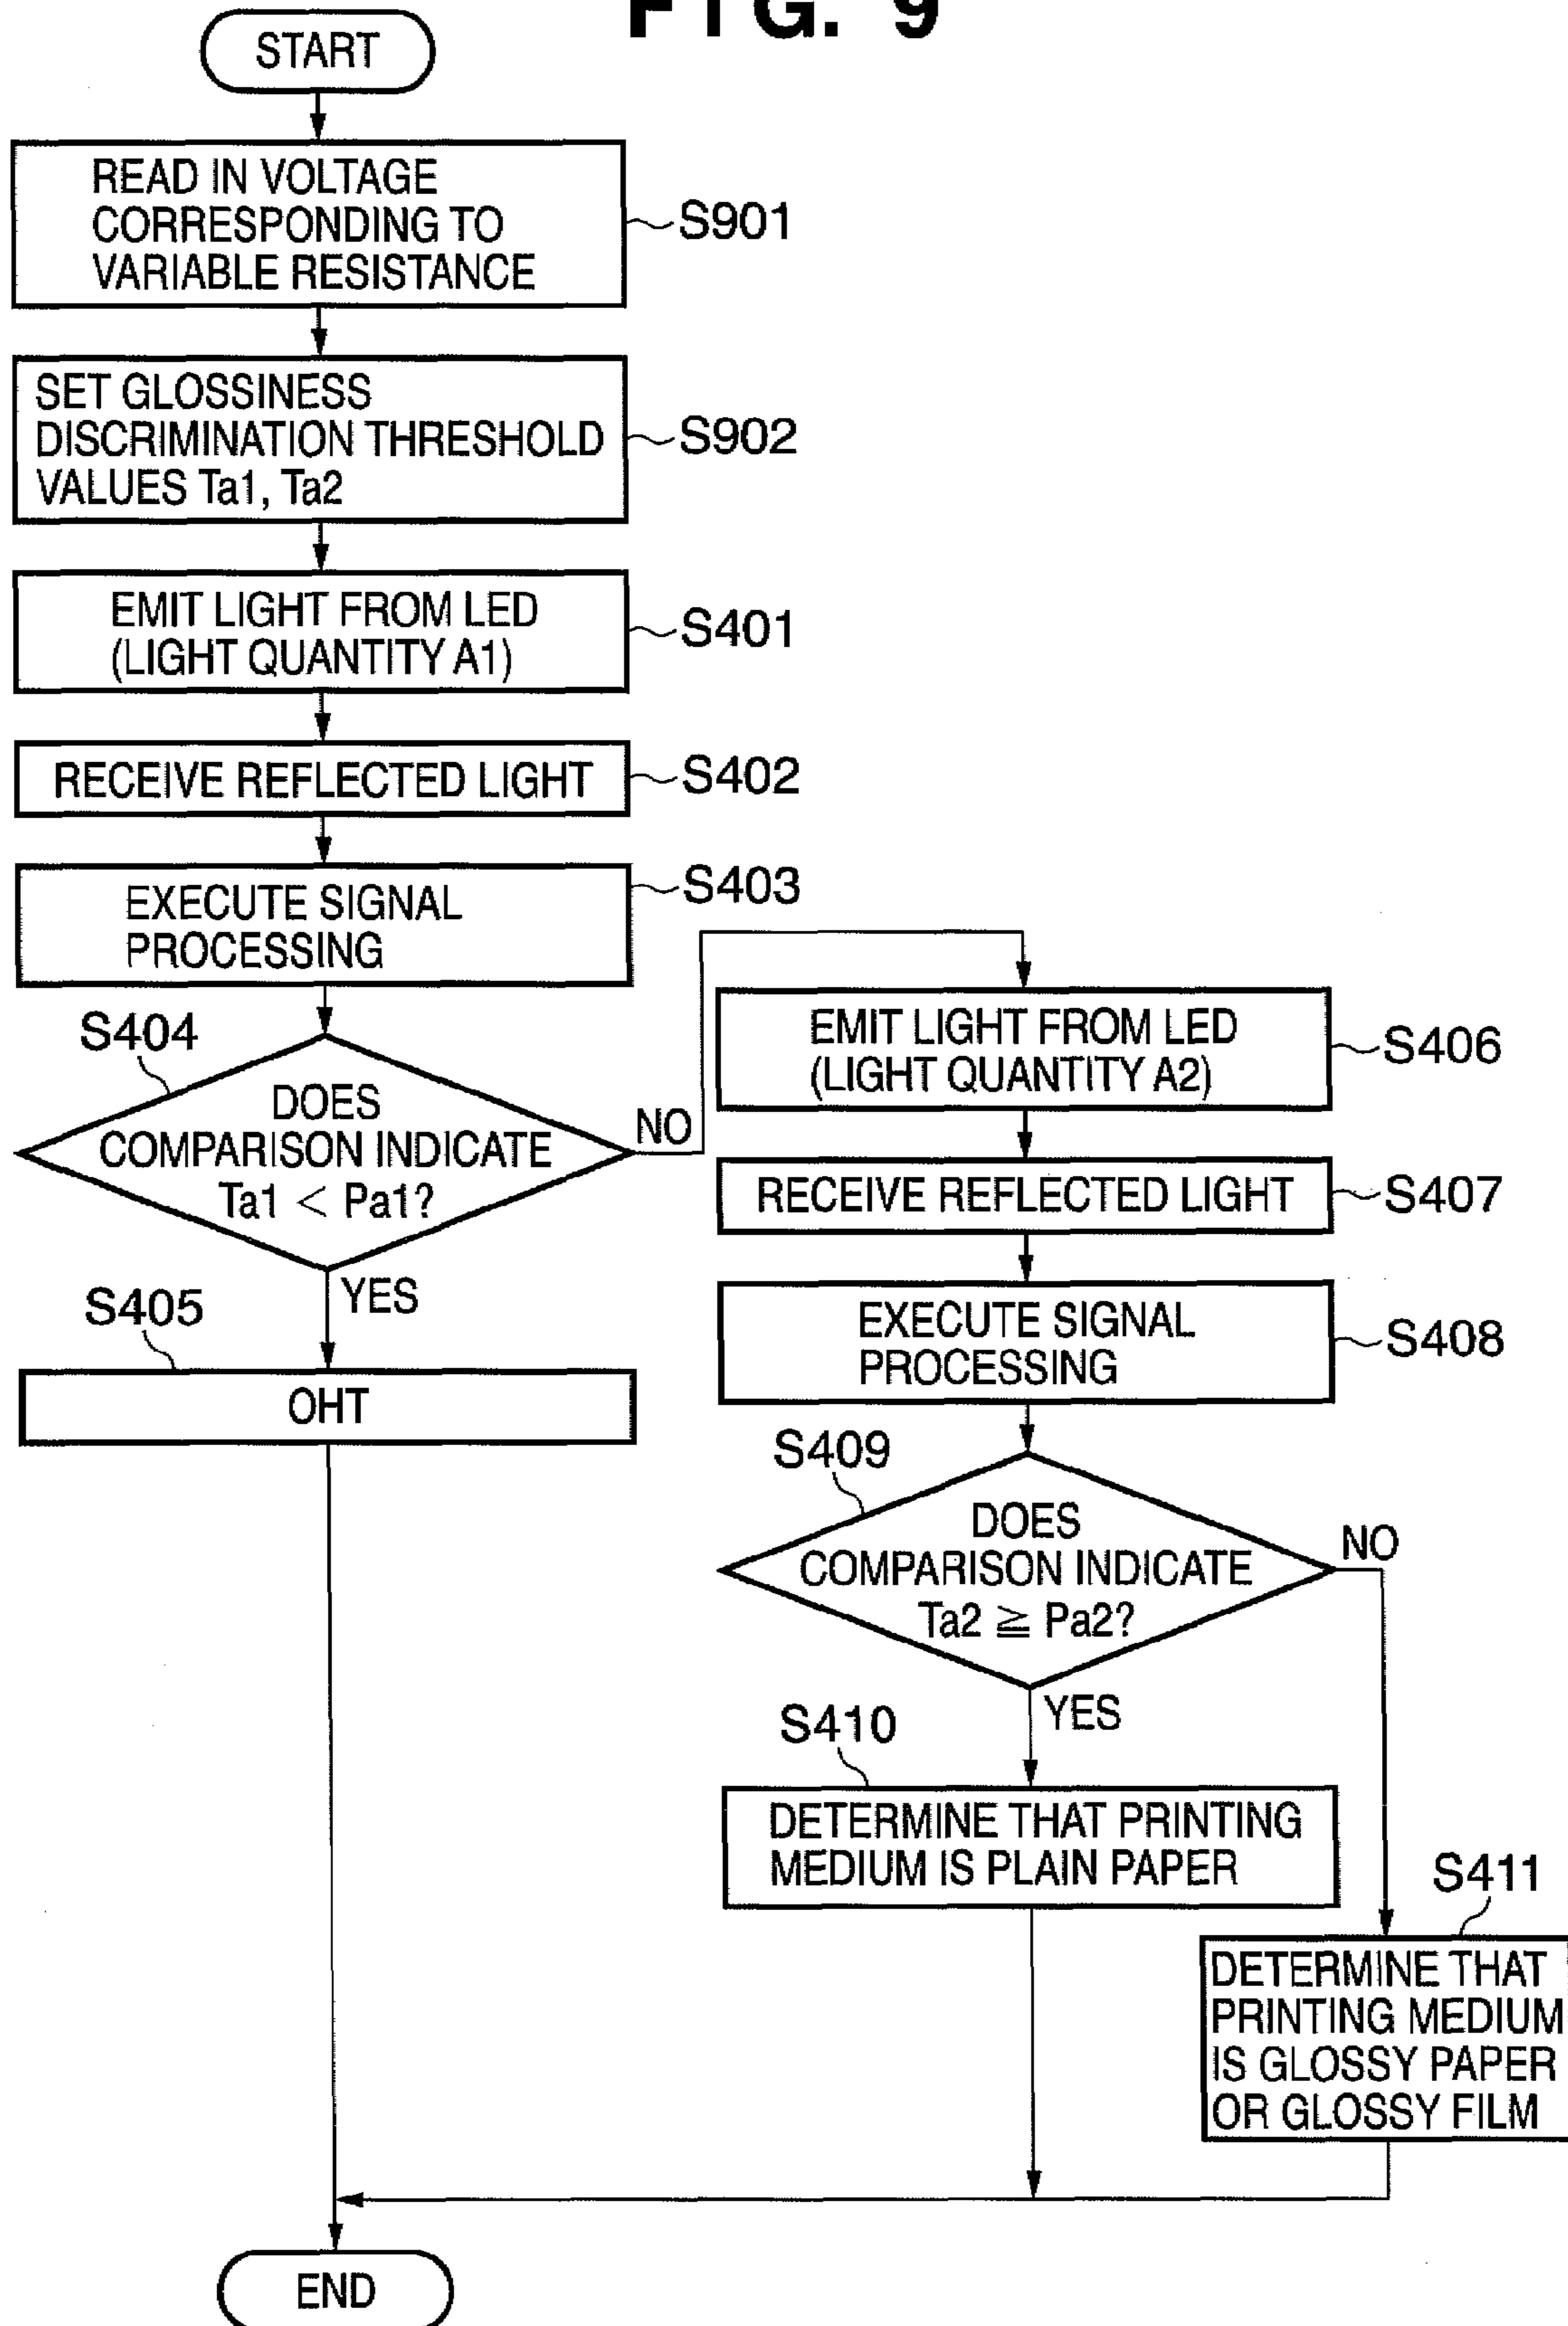 FIG. 9
START
READ IN VOLTAGE
CORRESPONDING TO
VARIABLE RESISTANCE
S901
SET GLOSSINESS
DISCRIMINATION THRESHOLD
VALUES Ta1, Ta2
S902
EMIT LIGHT FROM LED
(LIGHT QUANTITY A1)
S401
RECEIVE REFLECTED LIGHT
S402
EXECUTE SIGNAL
PROCESSING
S403
S404
DOES
COMPARISON INDICATE
Ta1 < Pa1?
NO
YES
S405
OHT
EMIT LIGHT FROM LED
(LIGHT QUANTITY A2)
S406
RECEIVE REFLECTED LIGHT
S407
EXECUTE SIGNAL
PROCESSING
S408
S409
DOES
COMPARISON INDICATE
Ta2 ≧ Pa2?
NO
YES
S410
DETERMINE THAT PRINTING
MEDIUM IS PLAIN PAPER
S411
DETERMINE THAT
PRINTING MEDIUM
IS GLOSSY PAPER
OR GLOSSY FILM
END